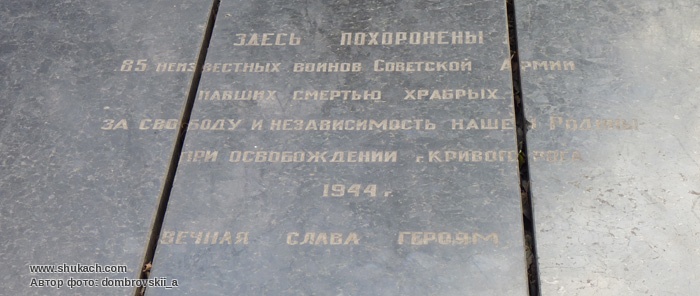 ЗДЕСЬ ПОХОРОНЕНЫ
85 НЕИЗВЕСТНЫХ ВОИНОВ СОВЕТСКОЙ АРМИИ
ПАВШИХ СМЕРТЬЮ ХРАБРЫХ
ЗА СВОБОДУ И НЕЗАВИСИМОСТЬ НАШЕЙ РОДИНЫ
ПРИ ОСВОБОЖДЕНИИ г. КРИВОГО РОГА
1944 г.
ВЕЧНАЯ СЛАВА ГЕРОЯМ
www.shukach.com
Автор фото: dombrovskii_a